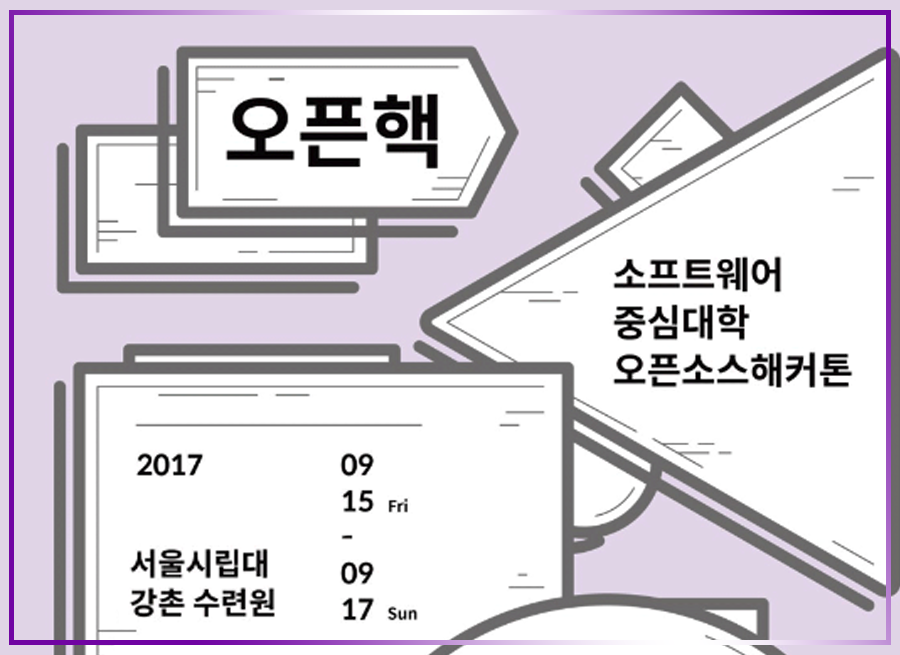 오픈핵
소프트웨어
중심대학
오픈소스해커톤
2017
서울시립대
강촌 수련원
09
15 Fri
-
09
17 Sun